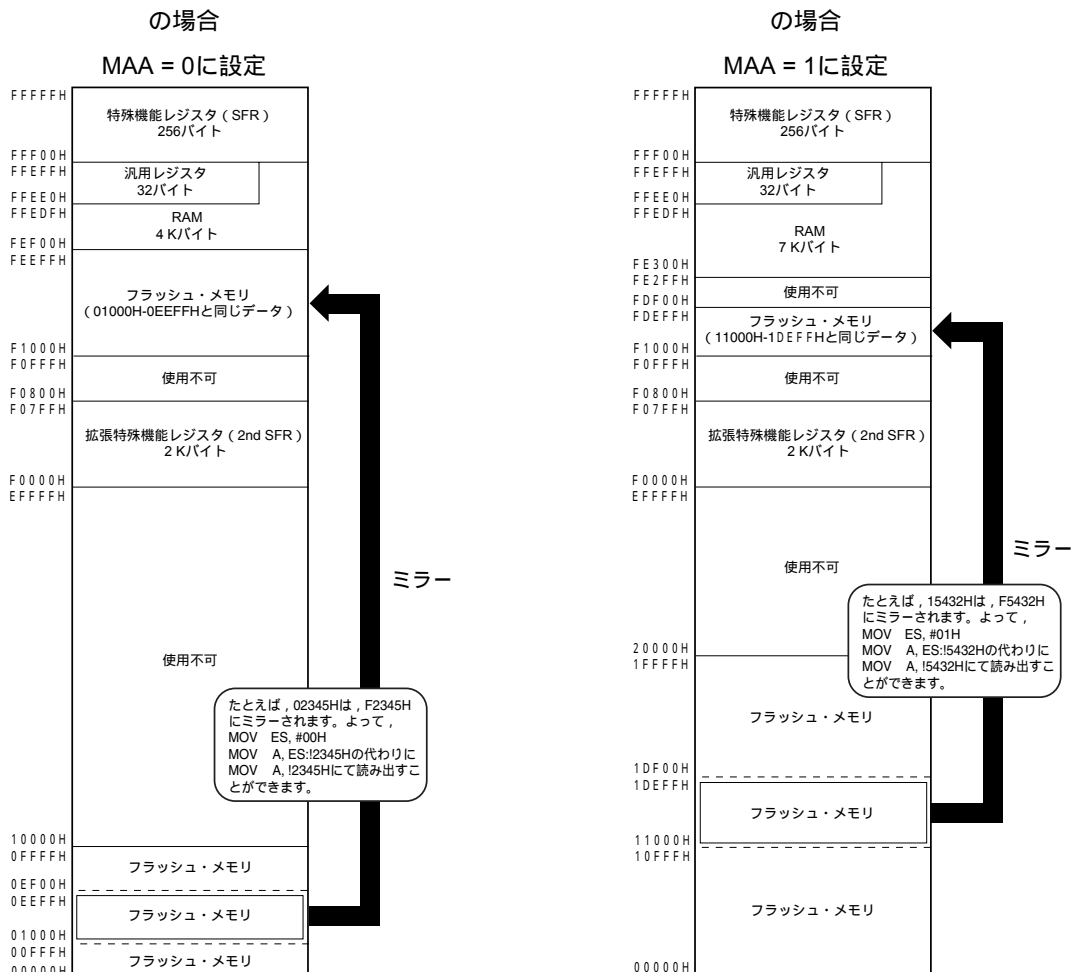 の場合
MAA = 0に設定
FFFFFH
特殊機能レジスタ（SFR）
256バイト
FFF00H
FFEFFH
汎用レジスタ
32バイト
FFEE0H
FFEDFH
RAM
4 Kバイト
FEF00H
FEEFFH
フラッシュ・メモリ
（01000H-0EEFFHと同じデータ）
F1000H
F0FFFH
使用不可
F0800H
F07FFH
拡張特殊機能レジスタ（2nd SFR）
2 Kバイト
F0000H
EFFFFH
使用不可
ミラー
たとえば，02345Hは，F2345H
にミラーされます。よって，
MOV ES, #00H
MOV A, ES:!2345Hの代わりに
MOV A, !2345Hにて読み出すこ
とができます。
10000H
0FFFFH
フラッシュ・メモリ
0EF00H
0EEFFH
フラッシュ・メモリ
01000H
00FFFH
フラッシュ・メモリ
00000H
の場合
MAA = 1に設定
FFFFFH
特殊機能レジスタ（SFR）
256バイト
FFF00H
FFEFFH
汎用レジスタ
32バイト
FFEE0H
FFEDFH
RAM
7 Kバイト
FE300H
FE2FFH
使用不可
FDF00H
FDEFFH
フラッシュ・メモリ
（11000H-1DEFFHと同じデータ）
F1000H
F0FFFH
使用不可
F0800H
F07FFH
拡張特殊機能レジスタ（2nd SFR）
2 Kバイト
F0000H
EFFFFH
使用不可
ミラー
たとえば，15432Hは，F5432H
にミラーされます。よって，
MOV ES, #01H
MOV A, ES:!5432Hの代わりに
MOV A, !5432Hにて読み出すこ
とができます。
20000H
1FFFFH
フラッシュ・メモリ
1DF00H
1DEFFH
フラッシュ・メモリ
11000H
10FFFH
フラッシュ・メモリ
00000H